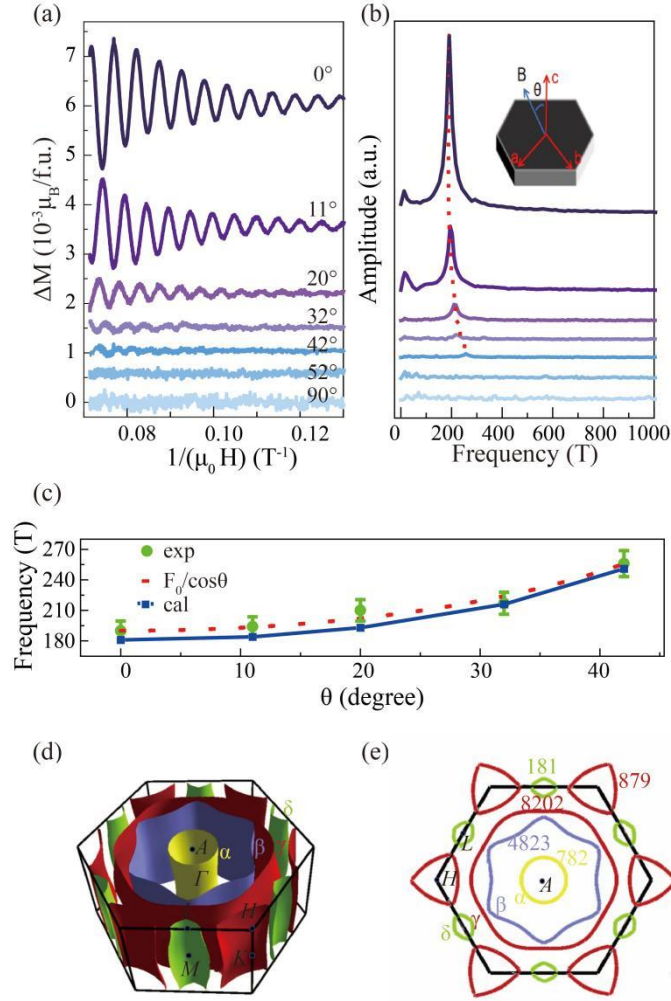 (a)
ΔM (10⁻³μ_B/f.u.)
7
6
5
4
3
2
1
0
0°
11°
20°
32°
42°
52°
90°
0.08 0.10 0.12
1/(μ₀ H) (T⁻¹)
(b)
Amplitude (a.u.)
B
θ
c
a
b
0 200 400 600 800 1000
Frequency (T)
(c)
Frequency (T)
270
240
210
180
exp
F₀/cosθ
cal
0 10 20 30 40
θ (degree)
(d)
δ
A
α
β
Γ
H
M
K
(e)
181
879
8202
4823
782
L
H
A
α
β
δ
γ